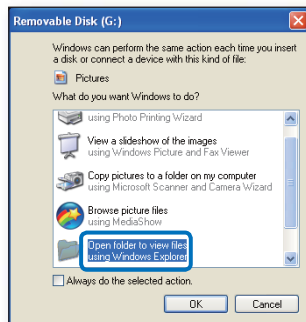 Removable Disk (G:)
Windows can perform the same action each time you insert
a disk or connect a device with this kind of file:
Pictures
What do you want Windows to do?
using Photo Printing Wizard
View a slideshow of the images
using Windows Picture and Fax Viewer
Copy pictures to a folder on my computer
using Microsoft Scanner and Camera Wizard
Browse picture files
using MediaShow
Open folder to view files
using Windows Explorer
Always do the selected action.
OK
Cancel